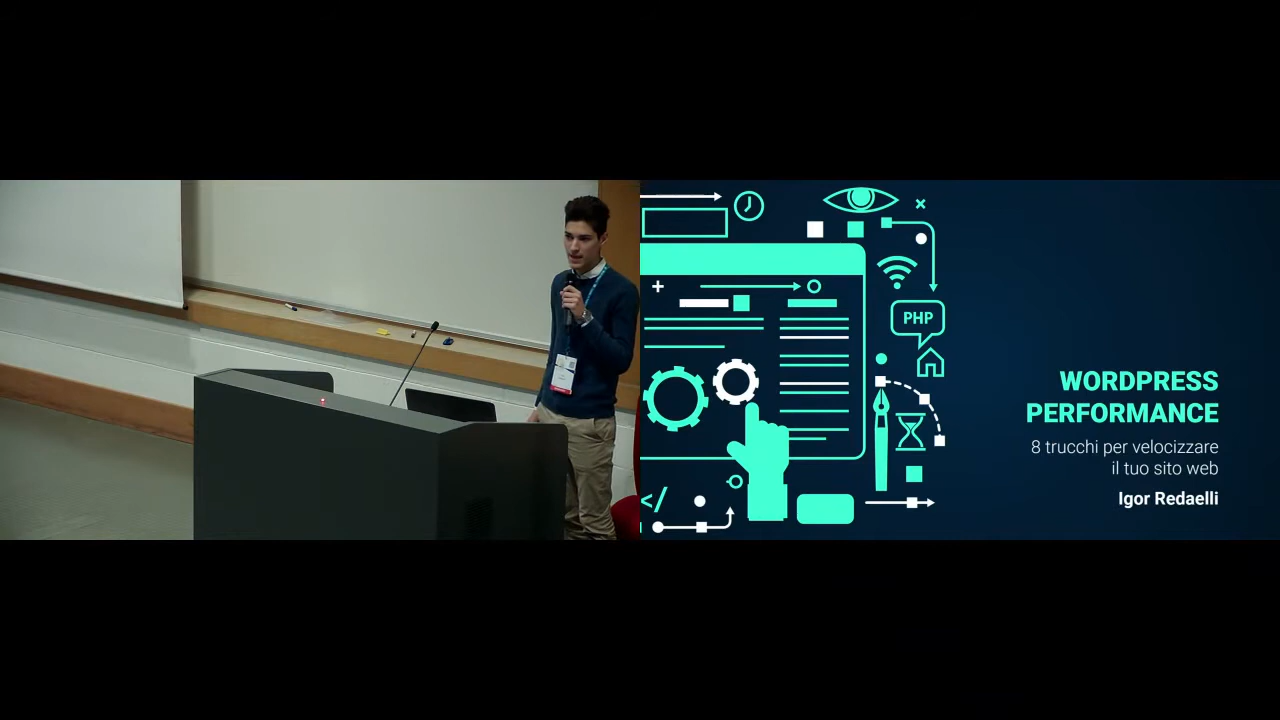 PHP
</
WORDPRESS
PERFORMANCE
8 trucchi per velocizzare
il tuo sito web
Igor Redaelli